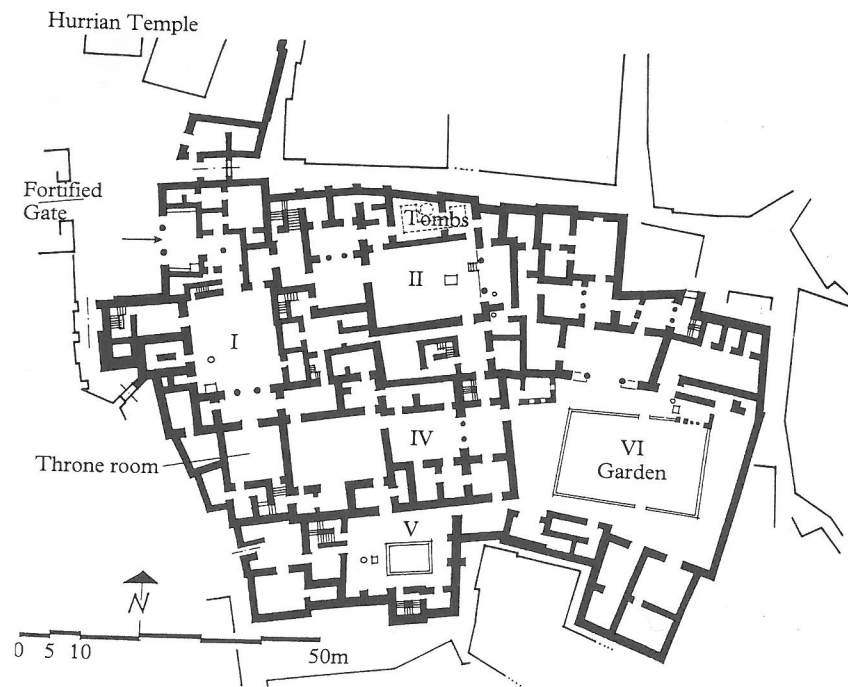 Hurrian Temple
Fortified
Gate
Tombs
II
I
Throne room
IV
VI
Garden
V
N
0 5 10 50m